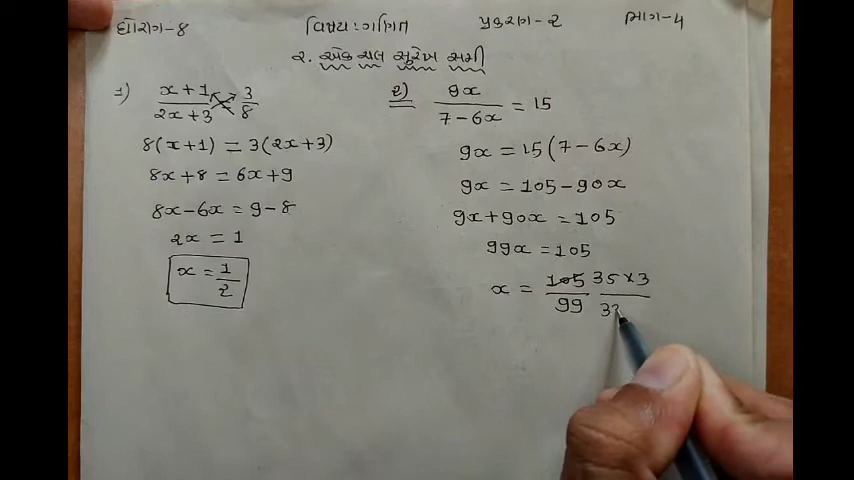 ધોરણ-8 વિષય : ગણિત પ્રકરણ-૨ ભાગ-4
૨. એક ચલ સુરેખ સમી
1) x+1 / 2x+3 = 3 / 8
8(x+1) = 3(2x+3)
8x+8 = 6x+9
8x-6x = 9-8
2x = 1
x = 1/2
૨) 9x / 7-6x = 15
9x = 15(7-6x)
9x = 105-90x
9x+90x = 105
99x = 105
x = 105/99 35×3/33